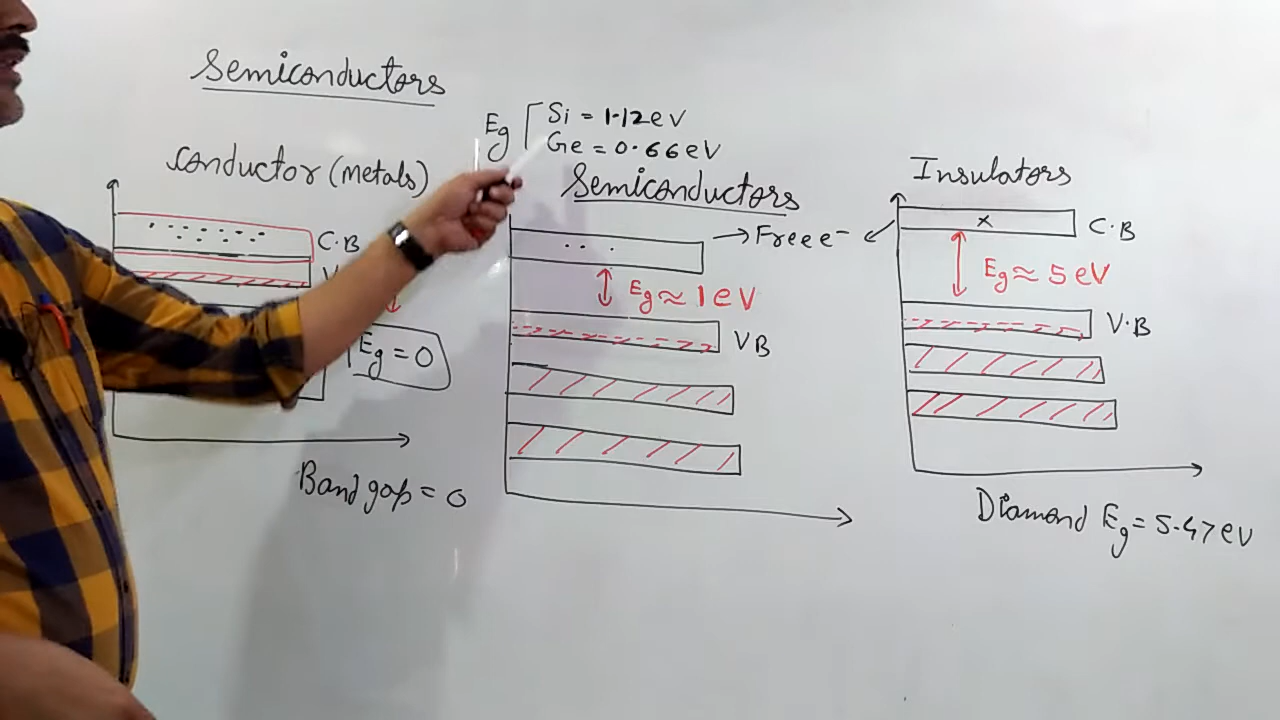 Semiconductors
Eg [ Si = 1.12eV
Ge = 0.66eV
Conductor (metals)
C.B
V
Eg = 0
Band gap = 0
Semiconductors
→ Freee e⁻
Eg ≈ 1eV
VB
Insulators
x
C.B
Eg ≈ 5eV
V.B
Diamond Eg = 5.47eV